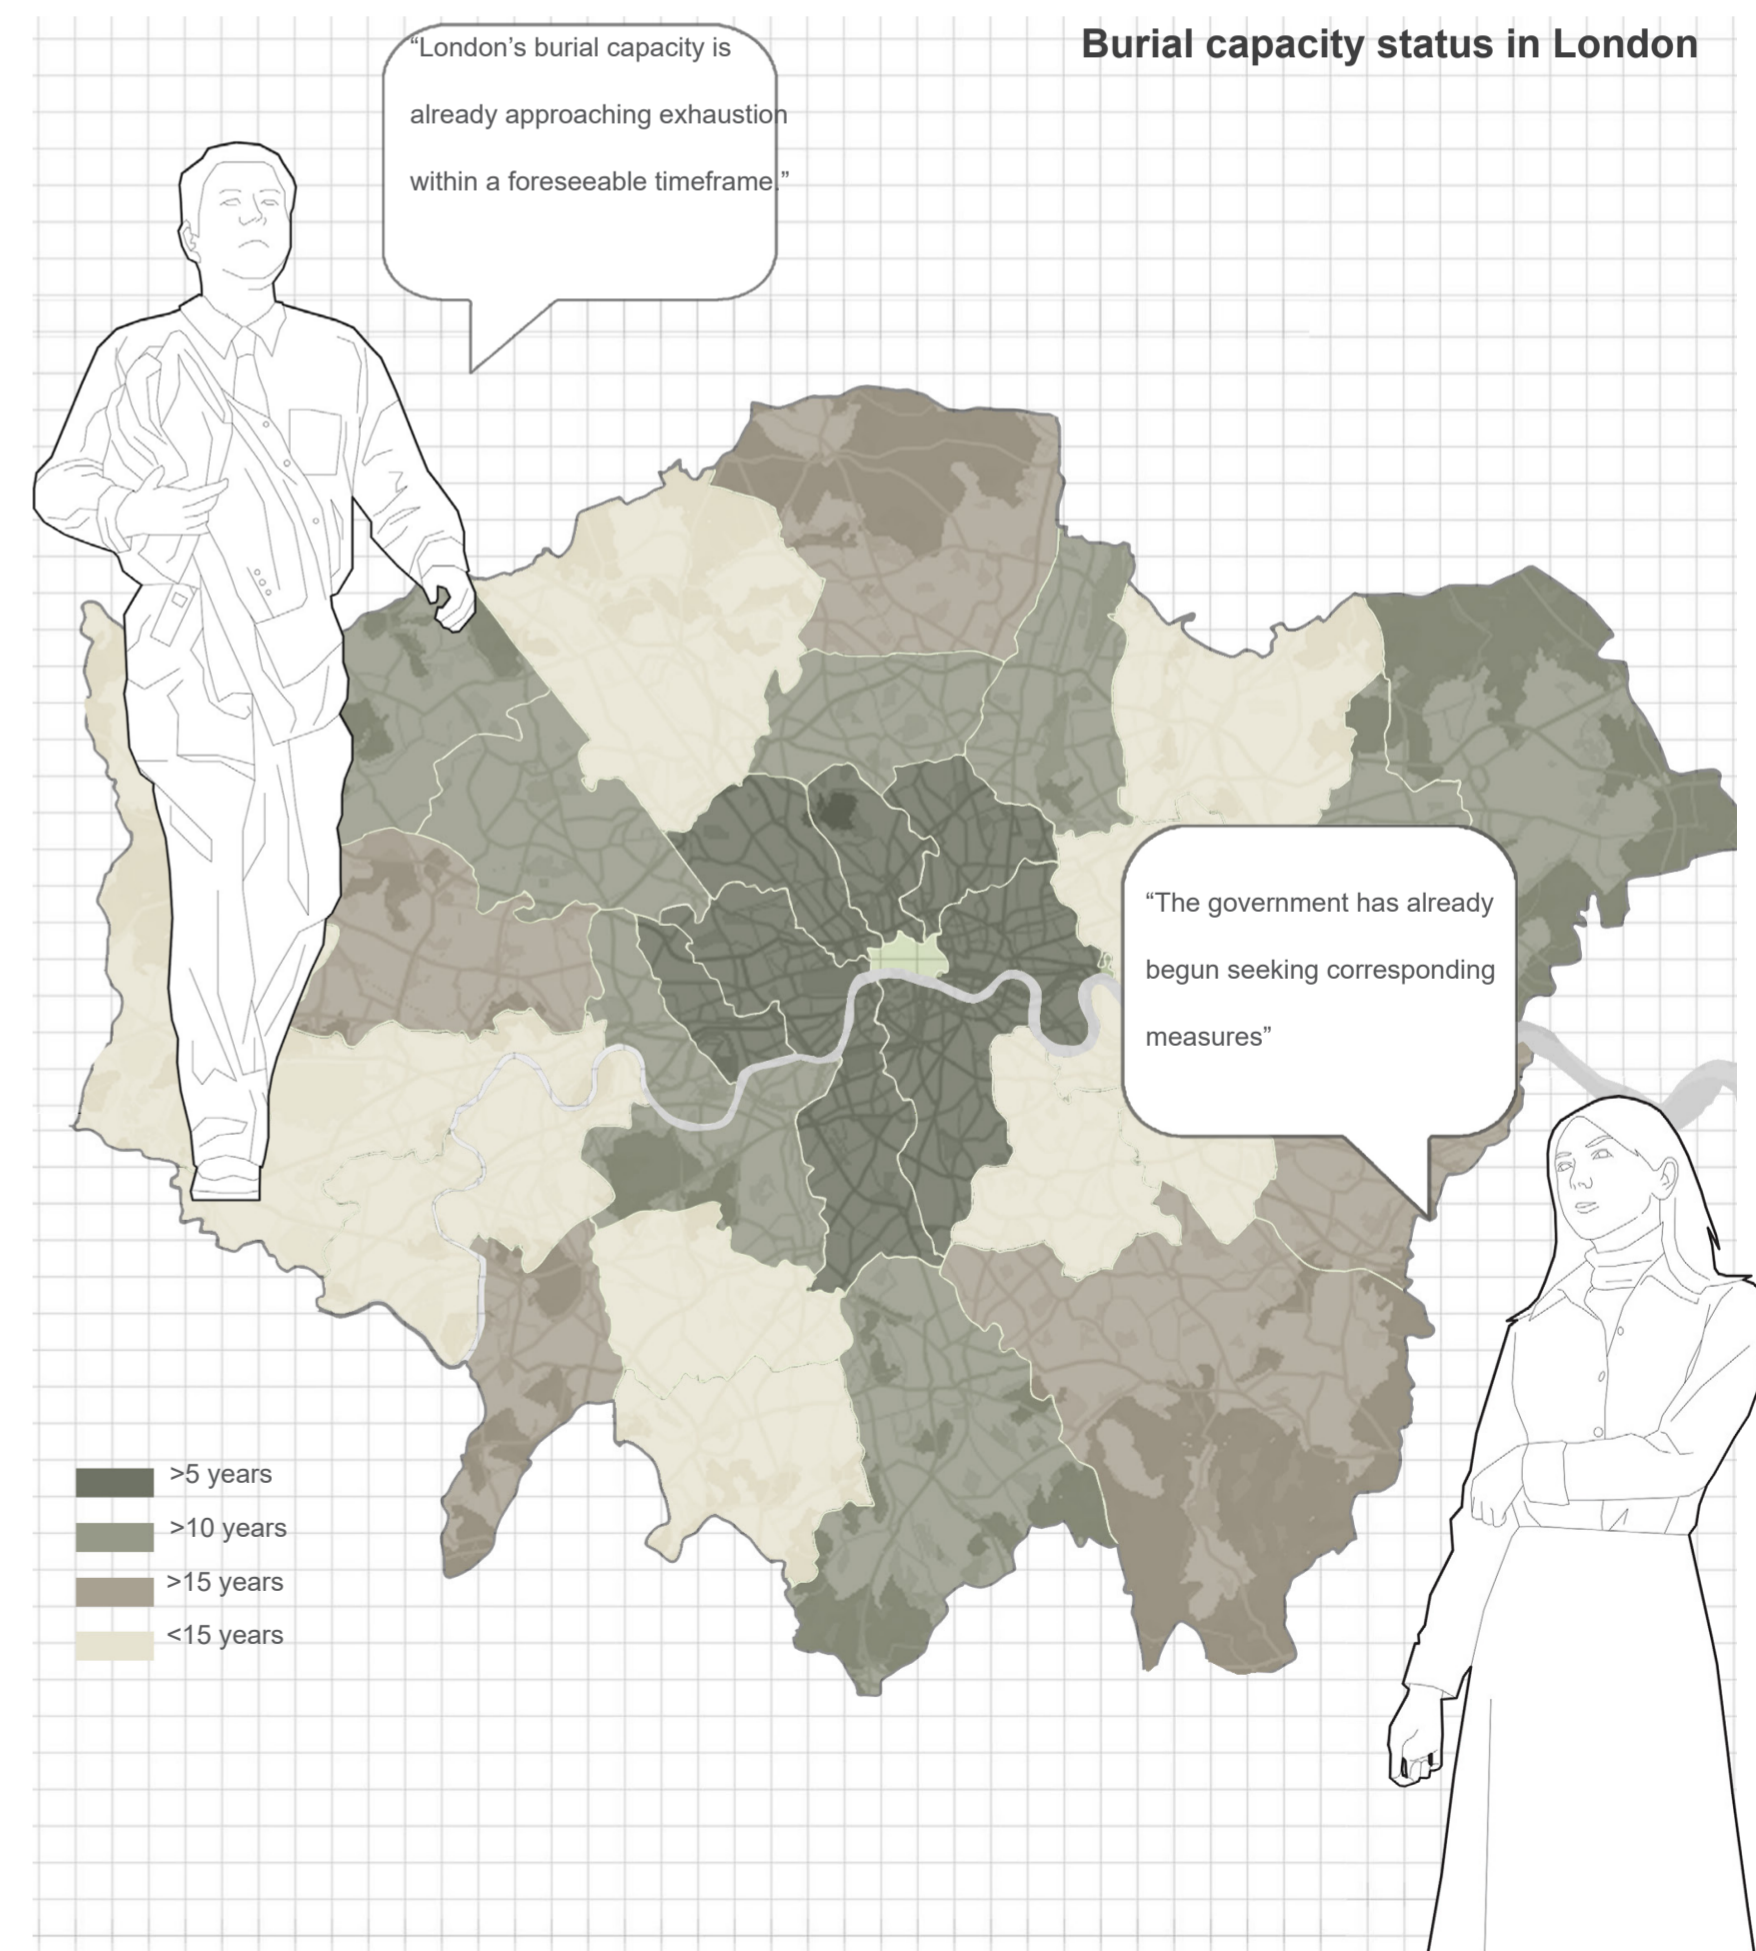 Burial capacity status in London
“London’s burial capacity is
already approaching exhaustion
within a foreseeable timeframe.”
“The government has already
begun seeking corresponding
measures”
>5 years
>10 years
>15 years
<15 years